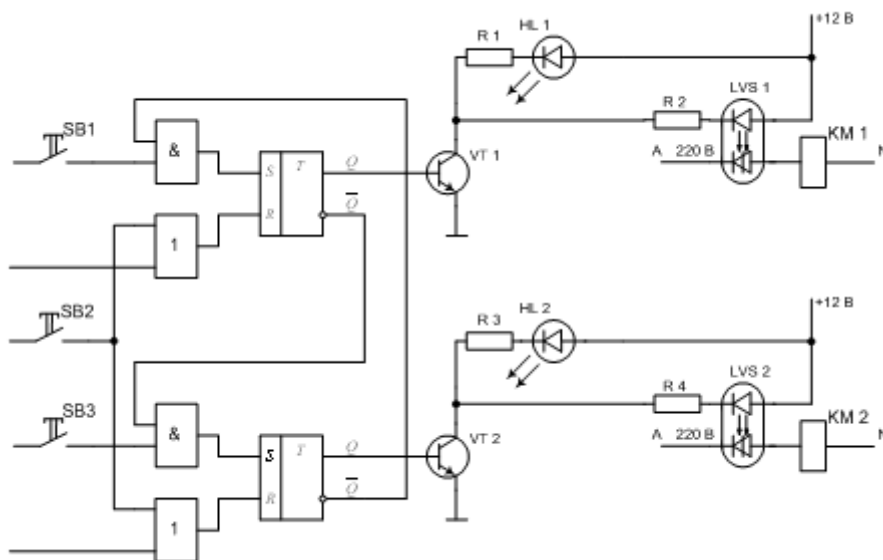 +12 В
HL 1
R 1
LVS 1
R 2
SB1
&
KM 1
A 220 В
N
S T Q
VT 1
Q
R
1
SB2
+12 В
HL 2
R 3
LVS 2
R 4
SB3
&
KM 2
A 220 В
N
S T Q
VT 2
Q
R
1